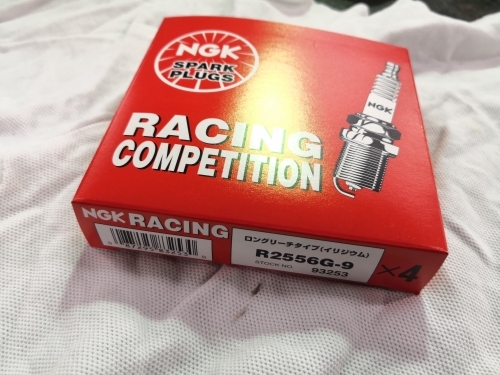 NGK
SPARK
PLUGS
NGK
RACING
COMPETITION
NGK RACING
ロングリーチタイプ(イリジウム)
R2556G-9
STOCK NO. 93253
×4